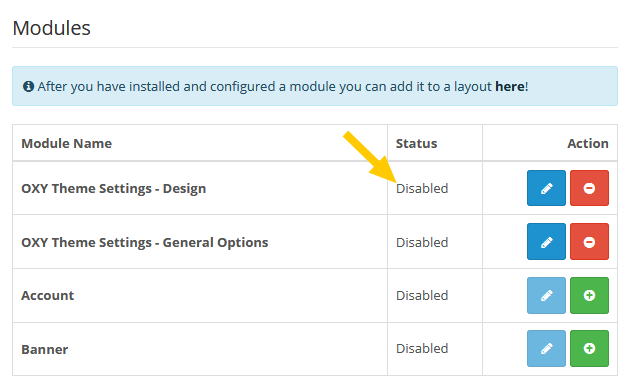 Modules
After you have installed and configured a module you can add it to a layout here!
Module Name Status Action
OXY Theme Settings - Design Disabled
OXY Theme Settings - General Options Disabled
Account Disabled
Banner Disabled